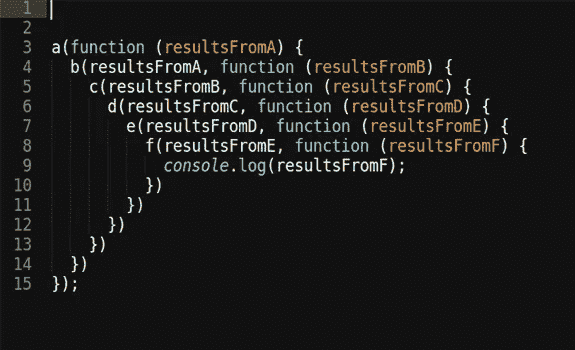 1
2
3 a(function (resultsFromA) {
4   b(resultsFromA, function (resultsFromB) {
5     c(resultsFromB, function (resultsFromC) {
6       d(resultsFromC, function (resultsFromD) {
7         e(resultsFromD, function (resultsFromE) {
8           f(resultsFromE, function (resultsFromF) {
9             console.log(resultsFromF);
10           })
11         })
12       })
13     })
14   })
15 });